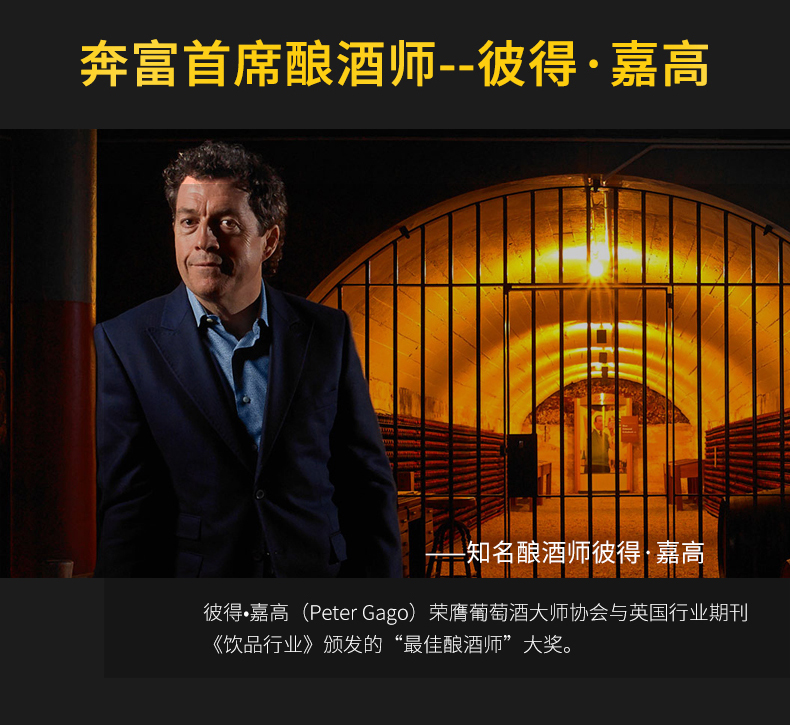 奔富首席酿酒师--彼得·嘉高
——知名酿酒师彼得·嘉高
彼得•嘉高（Peter Gago）荣膺葡萄酒大师协会与英国行业期刊
《饮品行业》颁发的“最佳酿酒师”大奖。